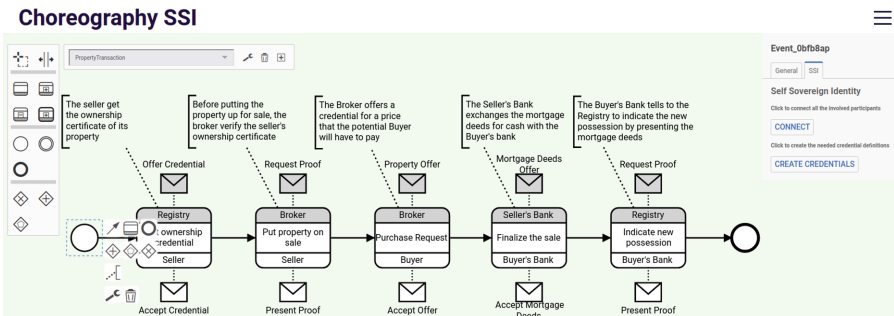 Choreography SSI
PropertyTransaction
Event_0bfb8ap
General
SSI
Self Sovereign Identity
Click to connect all the involved participants
CONNECT
Click to create the needed credential definitions
CREATE CREDENTIALS
The seller get
the ownership
certificate of its
property
Before putting the
property up for sale, the
broker verify the seller's
ownership certificate
The Broker offers a
credential for a price
that the potential Buyer
will have to pay
The Seller's Bank
exchanges the mortgage
deeds for cash with the
Buyer's bank
The Buyer's Bank tells to the
Registry to indicate the new
possession by presenting the
mortgage deeds
Offer Credential
Request Proof
Property Offer
Mortgage Deeds
Offer
Request Proof
Registry
ownership
credential
Seller
Broker
Put property on
sale
Seller
Broker
Purchase Request
Buyer
Seller's Bank
Finalize the sale
Buyer's Bank
Registry
Indicate new
possession
Buyer's Bank
Accept Credential
Present Proof
Accept Offer
Accept Mortgage
Deeds
Present Proof